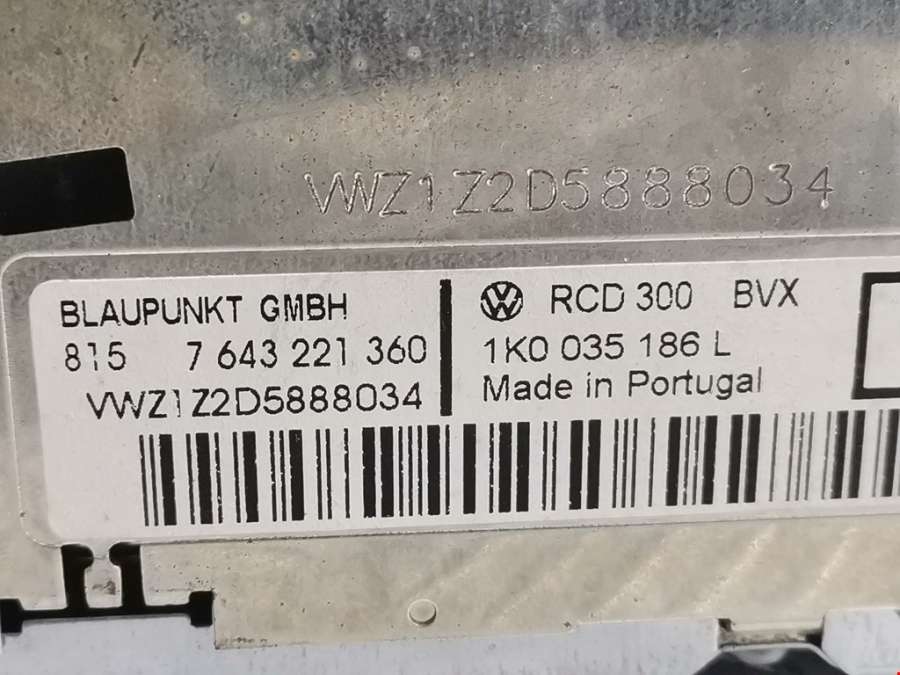 VWZ1Z2D5888034
BLAUPUNKT GMBH
815 7 643 221 360
VWZ1Z2D5888034
RCD 300 BVX
1K0 035 186 L
Made in Portugal